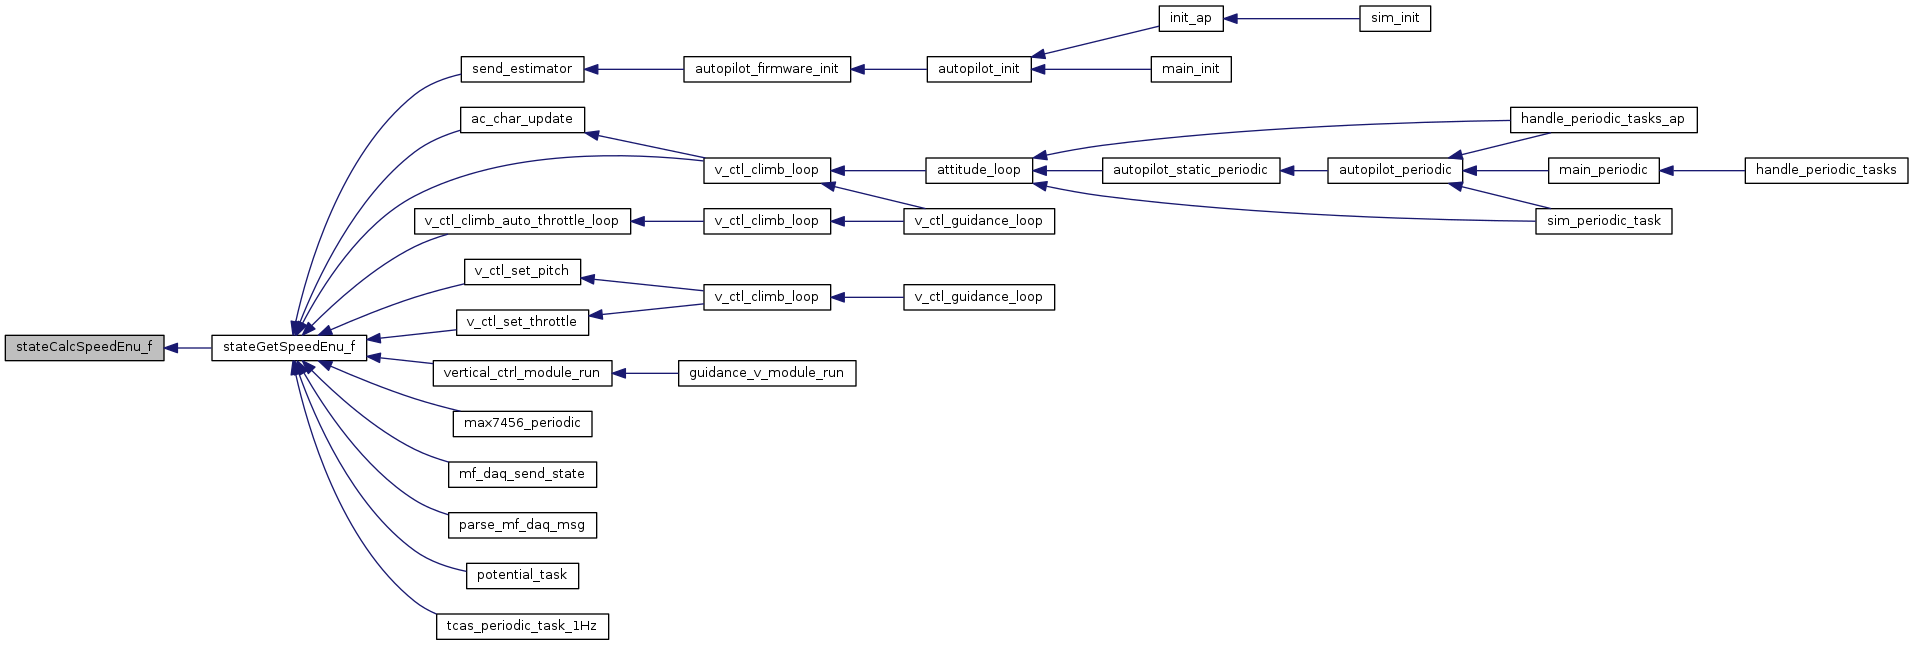 init_ap
sim_init
send_estimator
autopilot_firmware_init
autopilot_init
main_init
ac_char_update
handle_periodic_tasks_ap
v_ctl_climb_loop
attitude_loop
autopilot_static_periodic
autopilot_periodic
main_periodic
handle_periodic_tasks
v_ctl_climb_auto_throttle_loop
v_ctl_climb_loop
v_ctl_guidance_loop
sim_periodic_task
v_ctl_set_pitch
v_ctl_climb_loop
v_ctl_guidance_loop
v_ctl_set_throttle
stateCalcSpeedEnu_f
stateGetSpeedEnu_f
vertical_ctrl_module_run
guidance_v_module_run
max7456_periodic
mf_daq_send_state
parse_mf_daq_msg
potential_task
tcas_periodic_task_1Hz